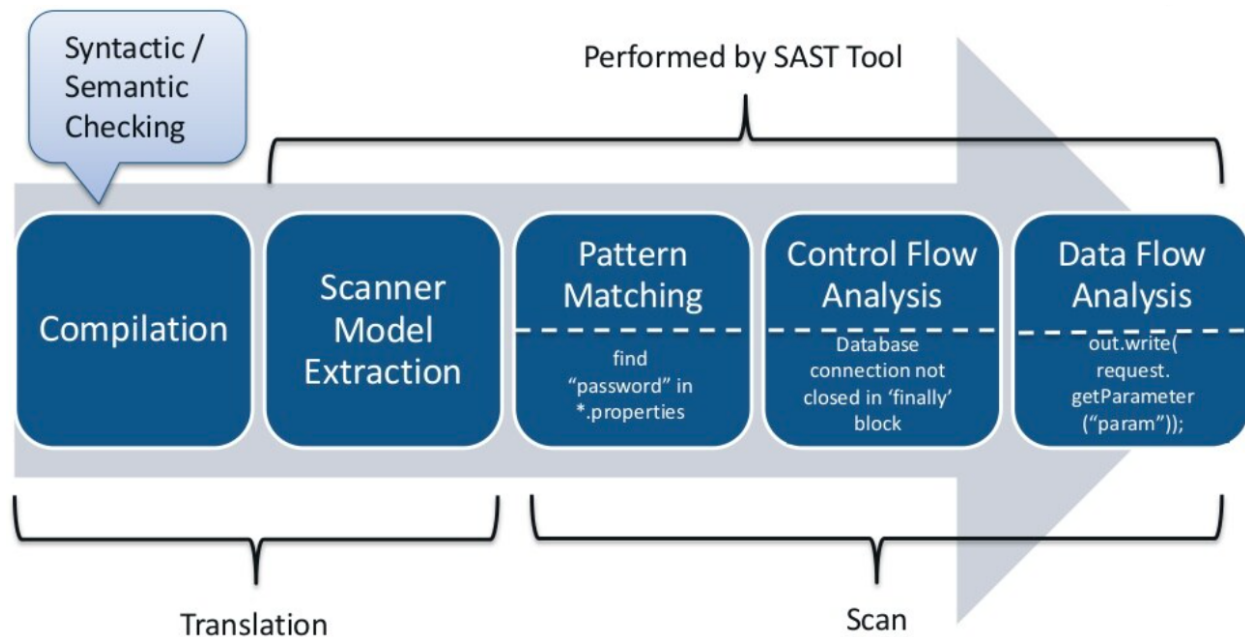 Syntactic /
Semantic
Checking
Performed by SAST Tool
Compilation
Scanner
Model
Extraction
Pattern
Matching
find
“password” in
*.properties
Control Flow
Analysis
Database
connection not
closed in ‘finally’
block
Data Flow
Analysis
out.write(
request.
getParameter
(“param”));
Translation
Scan